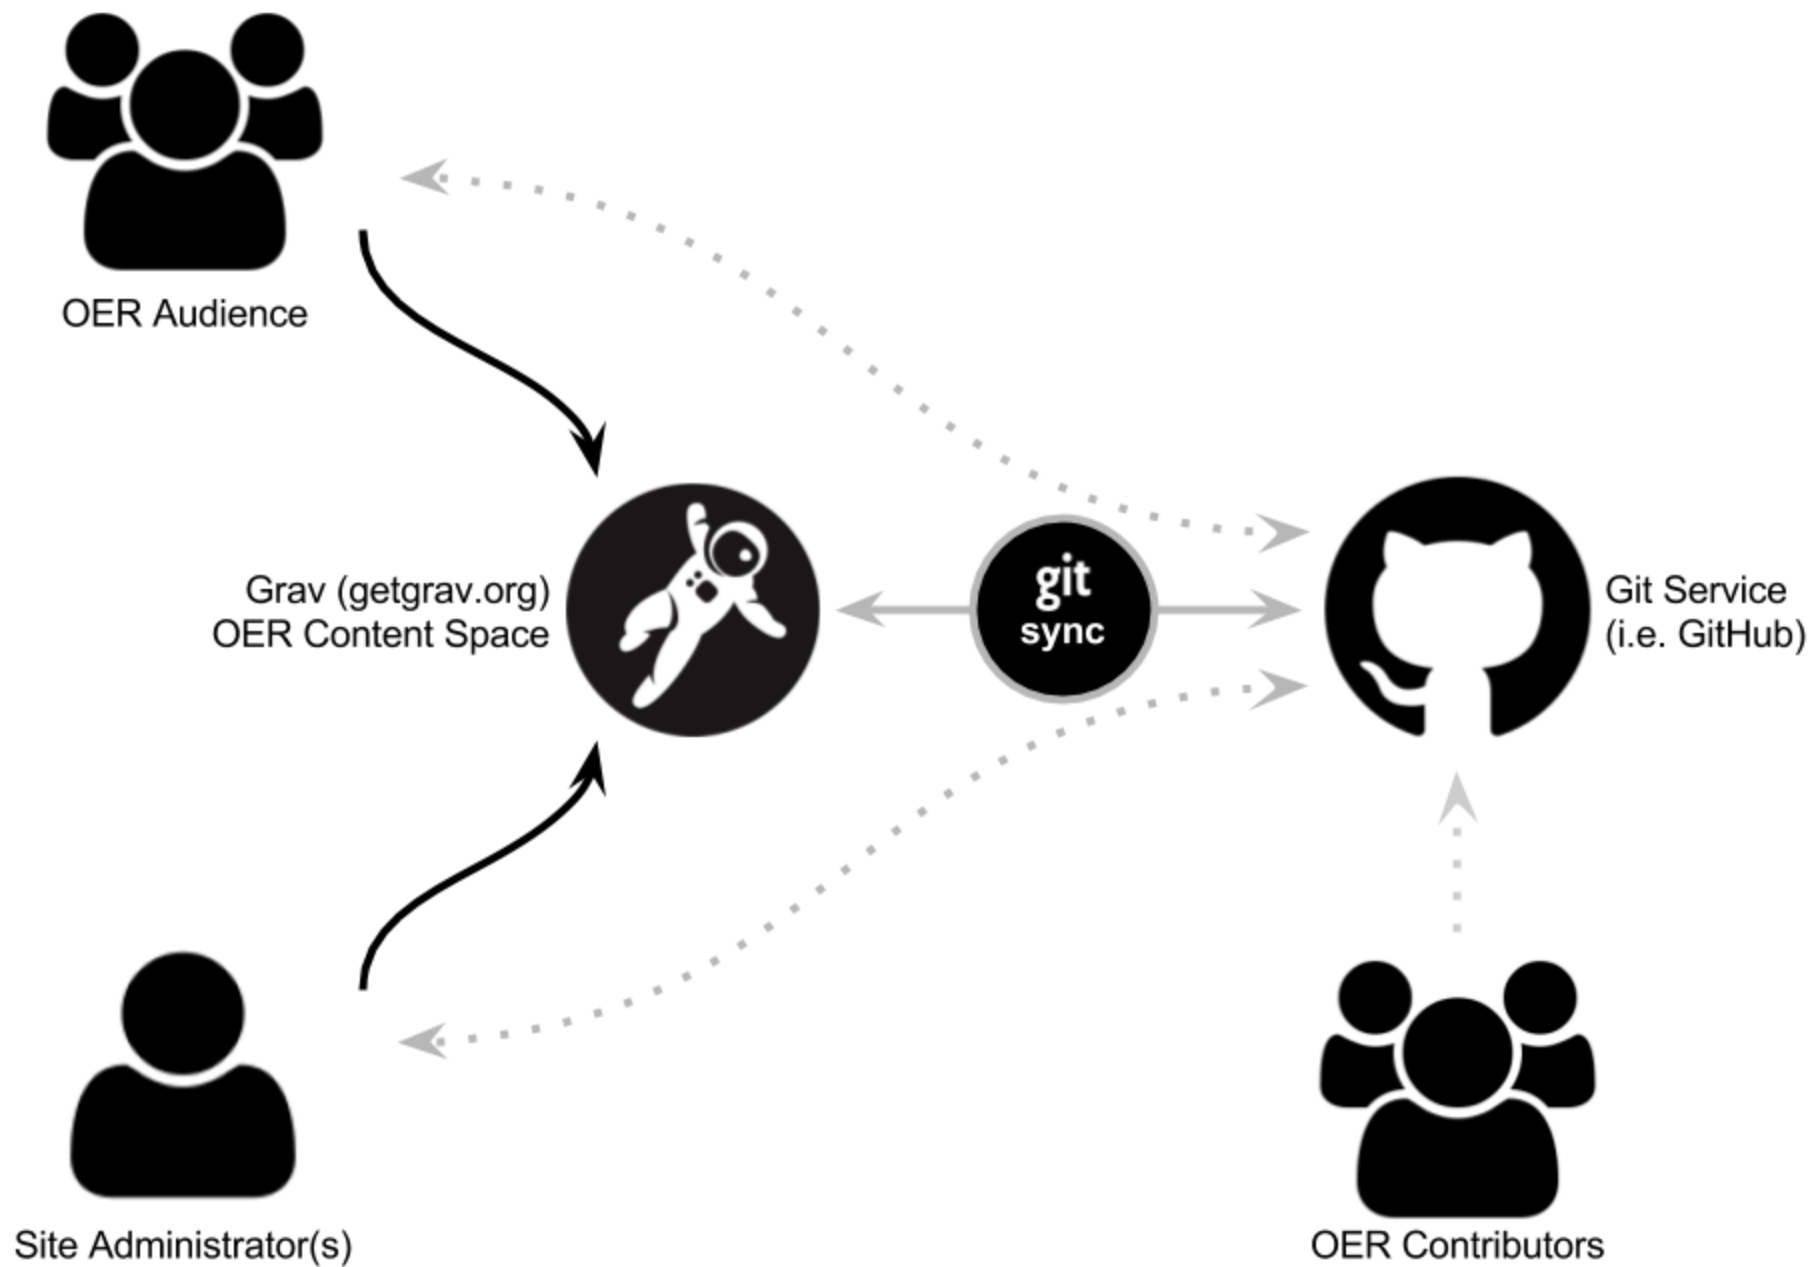 OER Audience
Grav (getgrav.org)
OER Content Space
git
sync
Git Service
(i.e. GitHub)
Site Administrator(s)
OER Contributors